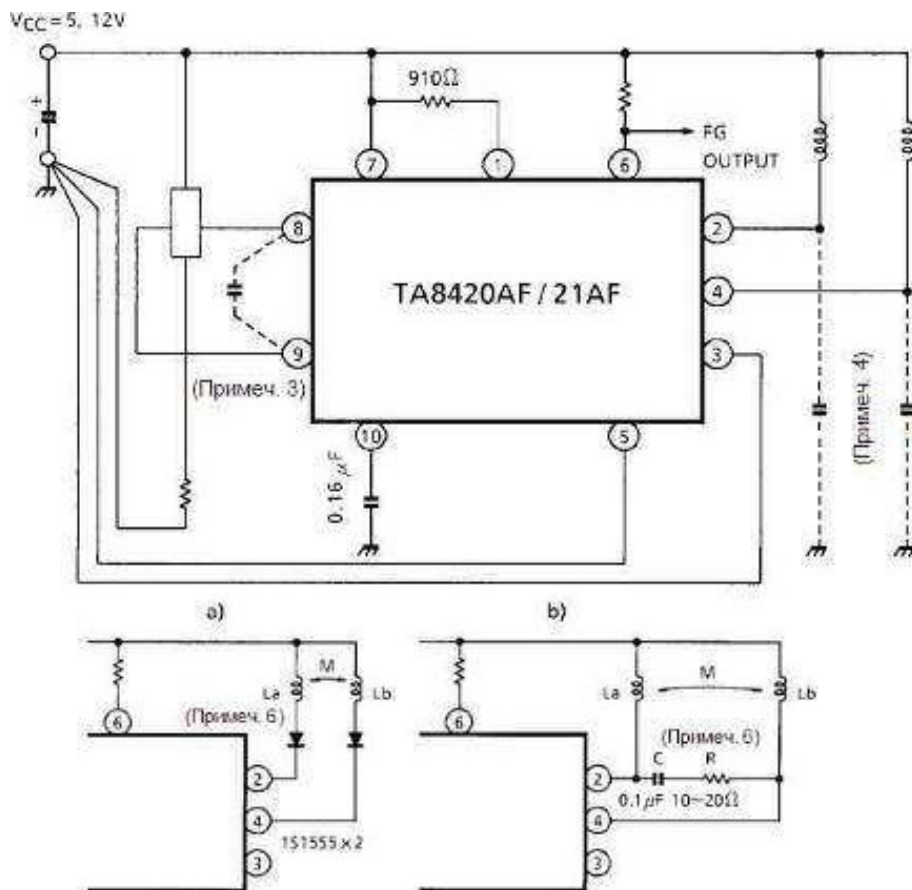 VCC = 5, 12V
910Ω
FG
OUTPUT
+
−
7
1
6
8
2
TA8420AF / 21AF
4
9
3
(Примеч. 3)
(Примеч. 4)
10
5
0.16 μF
a)
b)
M
La
Lb
(Примеч. 6)
6
2
4
1S1555 x 2
3
M
La
Lb
(Примеч. 6)
6
C
R
2
0.1μF
10~20Ω
4
3